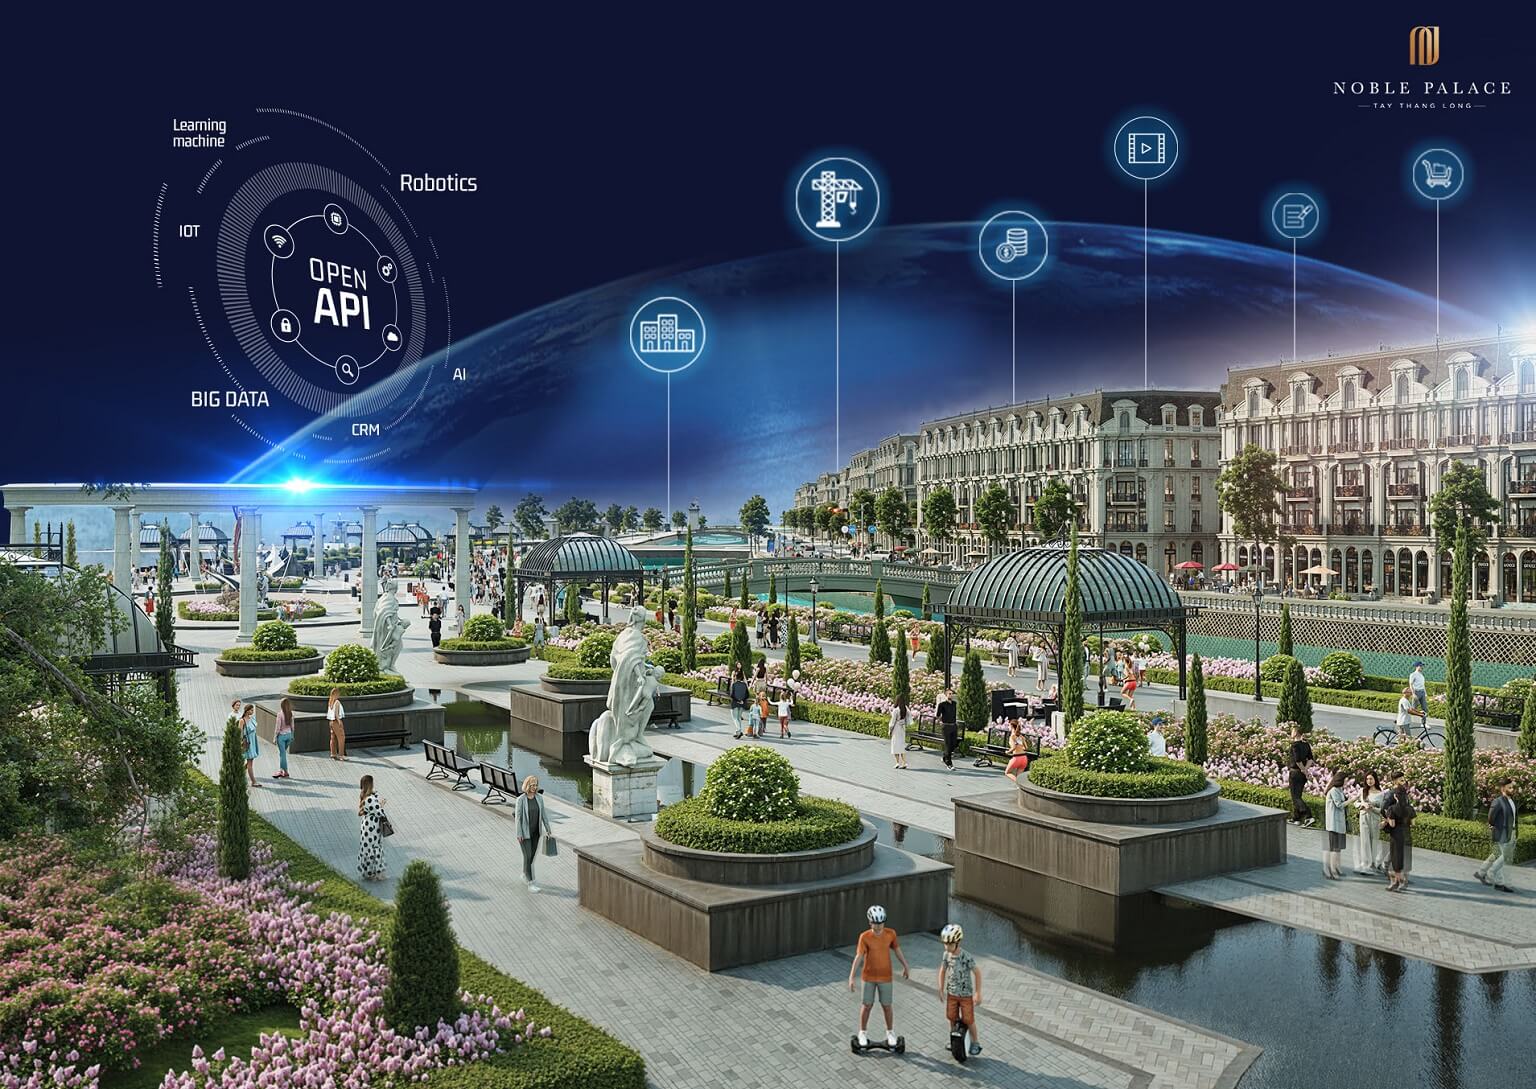 NOBLE PALACE
TAY THANG LONG
Learning
machine
Robotics
IOT
OPEN
API
AI
BIG DATA
CRM